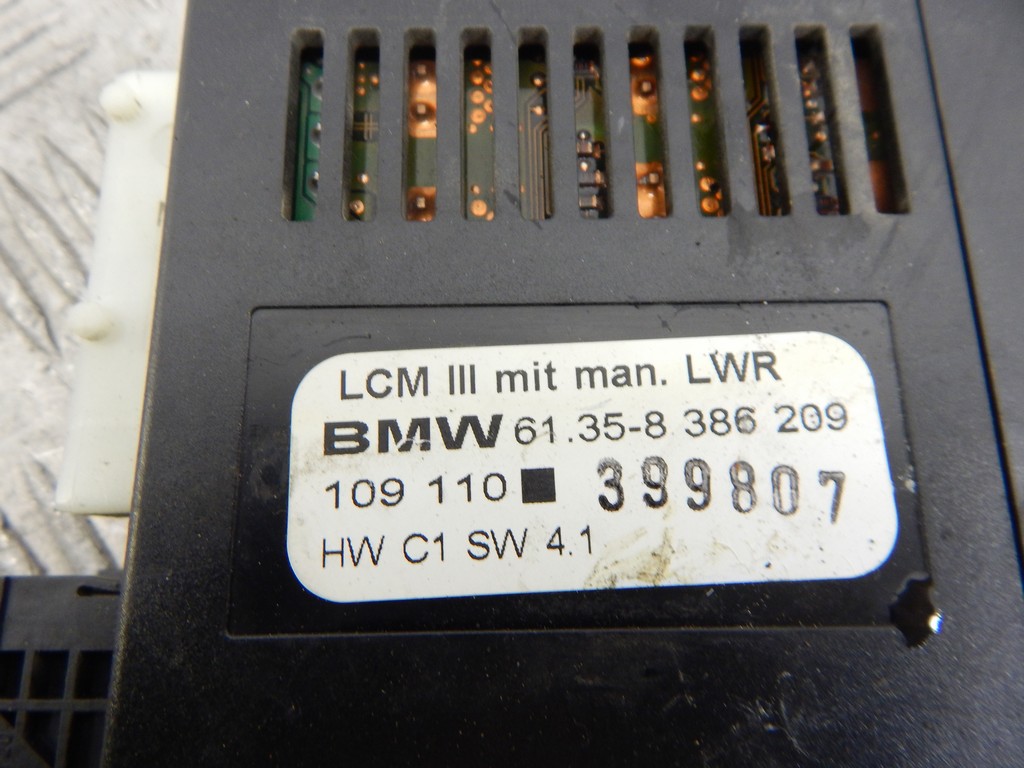 LCM III mit man. LWR
BMW 61.35-8 386 209
109 110 399807
HW C1 SW 4.1